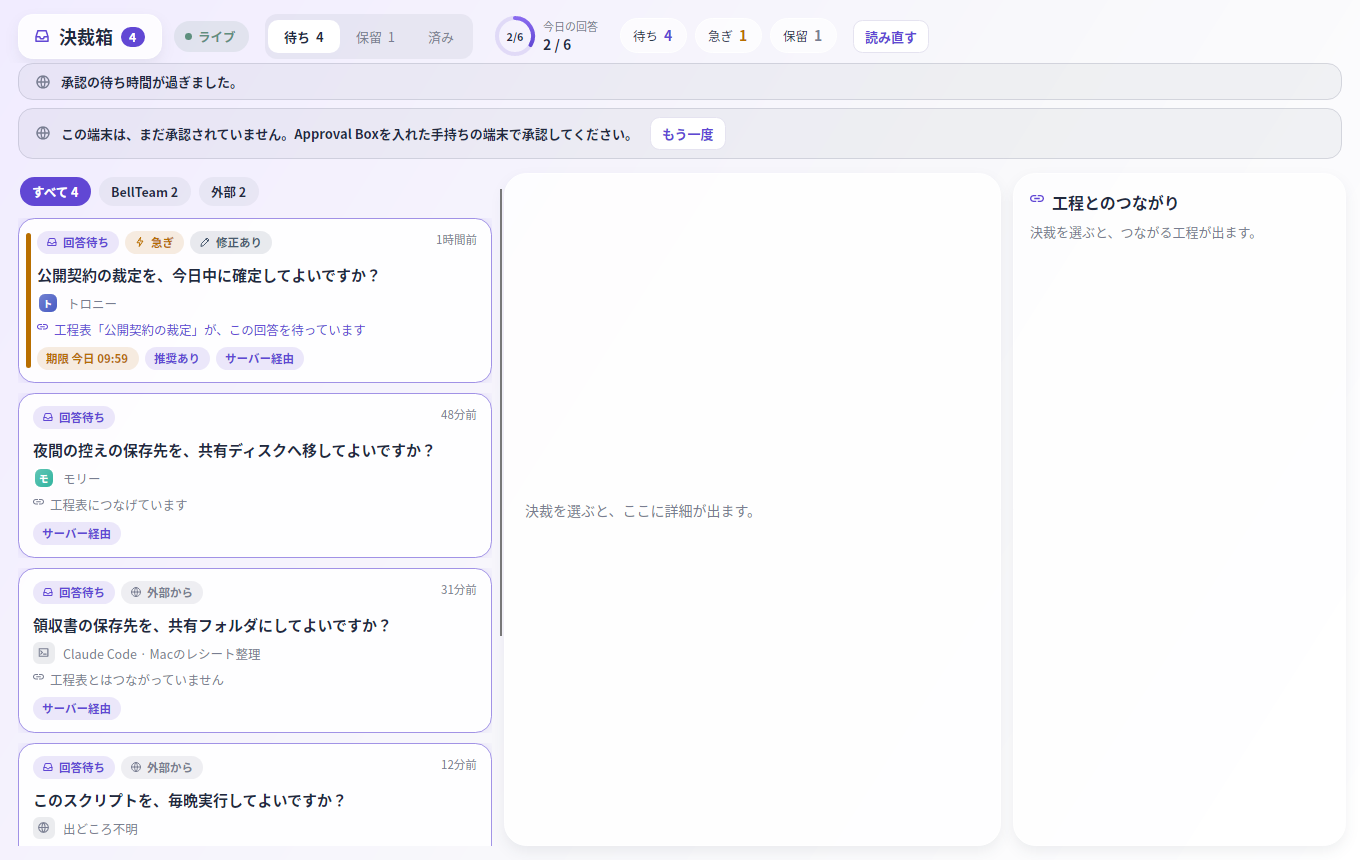 決裁箱 4 ライブ 待ち 4 保留 1 済み 2/6 今日の回答 2 / 6 待ち 4 急ぎ 1 保留 1 読み直す
承認の待ち時間が過ぎました。
この端末は、まだ承認されていません。Approval Boxを入れた手持ちの端末で承認してください。 もう一度
すべて 4 BellTeam 2 外部 2
回答待ち 急ぎ 修正あり 1時間前
公開契約の裁定を、今日中に確定してよいですか？
ト トロニー
工程表「公開契約の裁定」が、この回答を待っています
期限 今日 09:59 推奨あり サーバー経由
回答待ち 48分前
夜間の控えの保存先を、共有ディスクへ移してよいですか？
モ モリー
工程表につなげています
サーバー経由
回答待ち 外部から 31分前
領収書の保存先を、共有フォルダにしてよいですか？
Claude Code · Macのレシート整理
工程表とはつながっていません
サーバー経由
回答待ち 外部から 12分前
このスクリプトを、毎晩実行してよいですか？
出どころ不明
決裁を選ぶと、ここに詳細が出ます。
工程とのつながり
決裁を選ぶと、つながる工程が出ます。